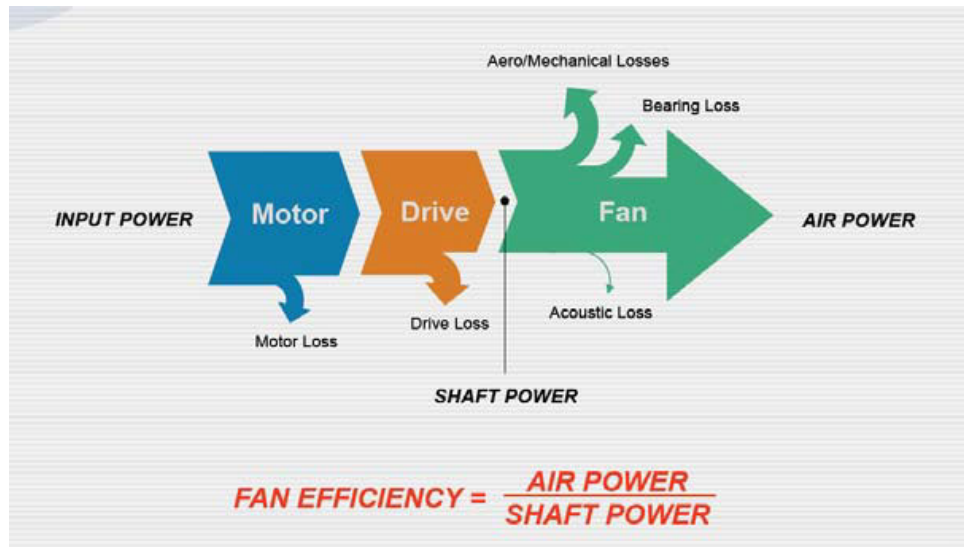 Aero/Mechanical Losses
Bearing Loss
INPUT POWER
Motor
Drive
Fan
AIR POWER
Motor Loss
Drive Loss
Acoustic Loss
SHAFT POWER
FAN EFFICIENCY = AIR POWER
SHAFT POWER